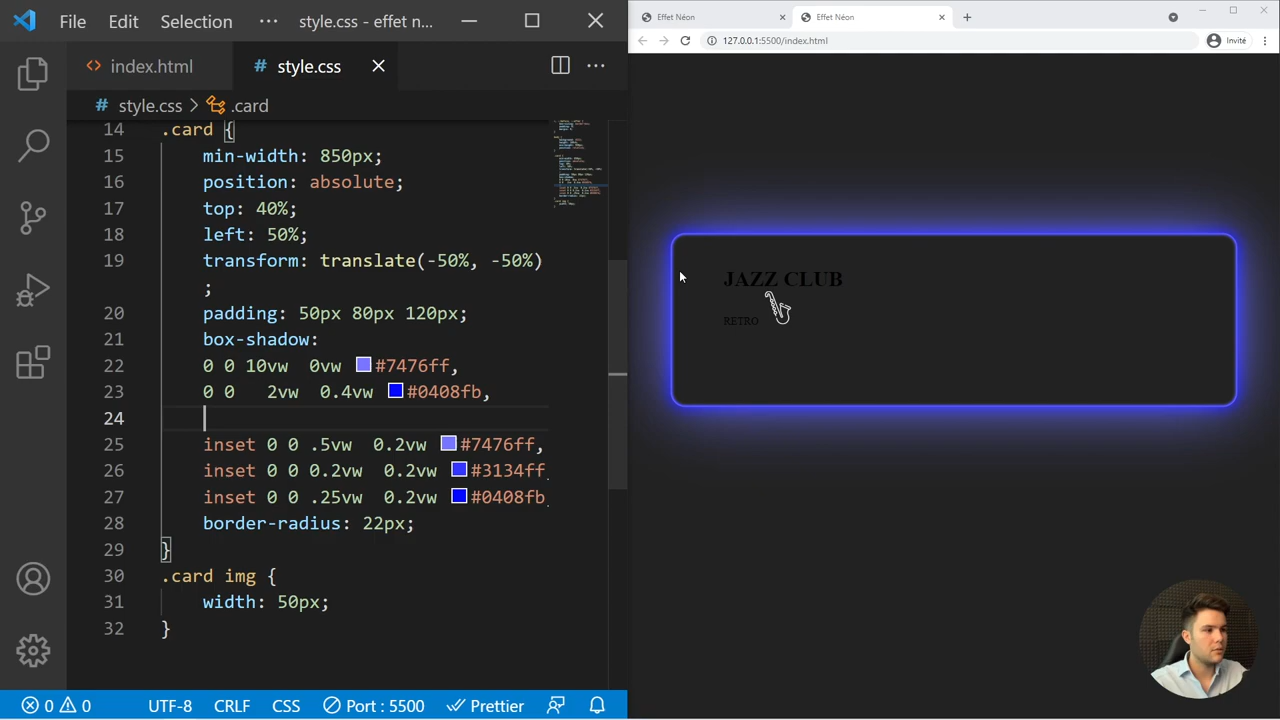 File Edit Selection ··· style.css - effet n...
index.html # style.css
# style.css > .card
14 .card {
15 min-width: 850px;
16 position: absolute;
17 top: 40%;
18 left: 50%;
19 transform: translate(-50%, -50%)
;
20 padding: 50px 80px 120px;
21 box-shadow:
22 0 0 10vw 0vw #7476ff,
23 0 0 2vw 0.4vw #0408fb,
24
25 inset 0 0 .5vw 0.2vw #7476ff,
26 inset 0 0 0.2vw 0.2vw #3134ff
27 inset 0 0 .25vw 0.2vw #0408fb
28 border-radius: 22px;
29 }
30 .card img {
31 width: 50px;
32 }
0 0 UTF-8 CRLF CSS Port : 5500 Prettier
Effet Néon Effet Néon
127.0.0.1:5500/index.html Invité
JAZZ CLUB
RETRO